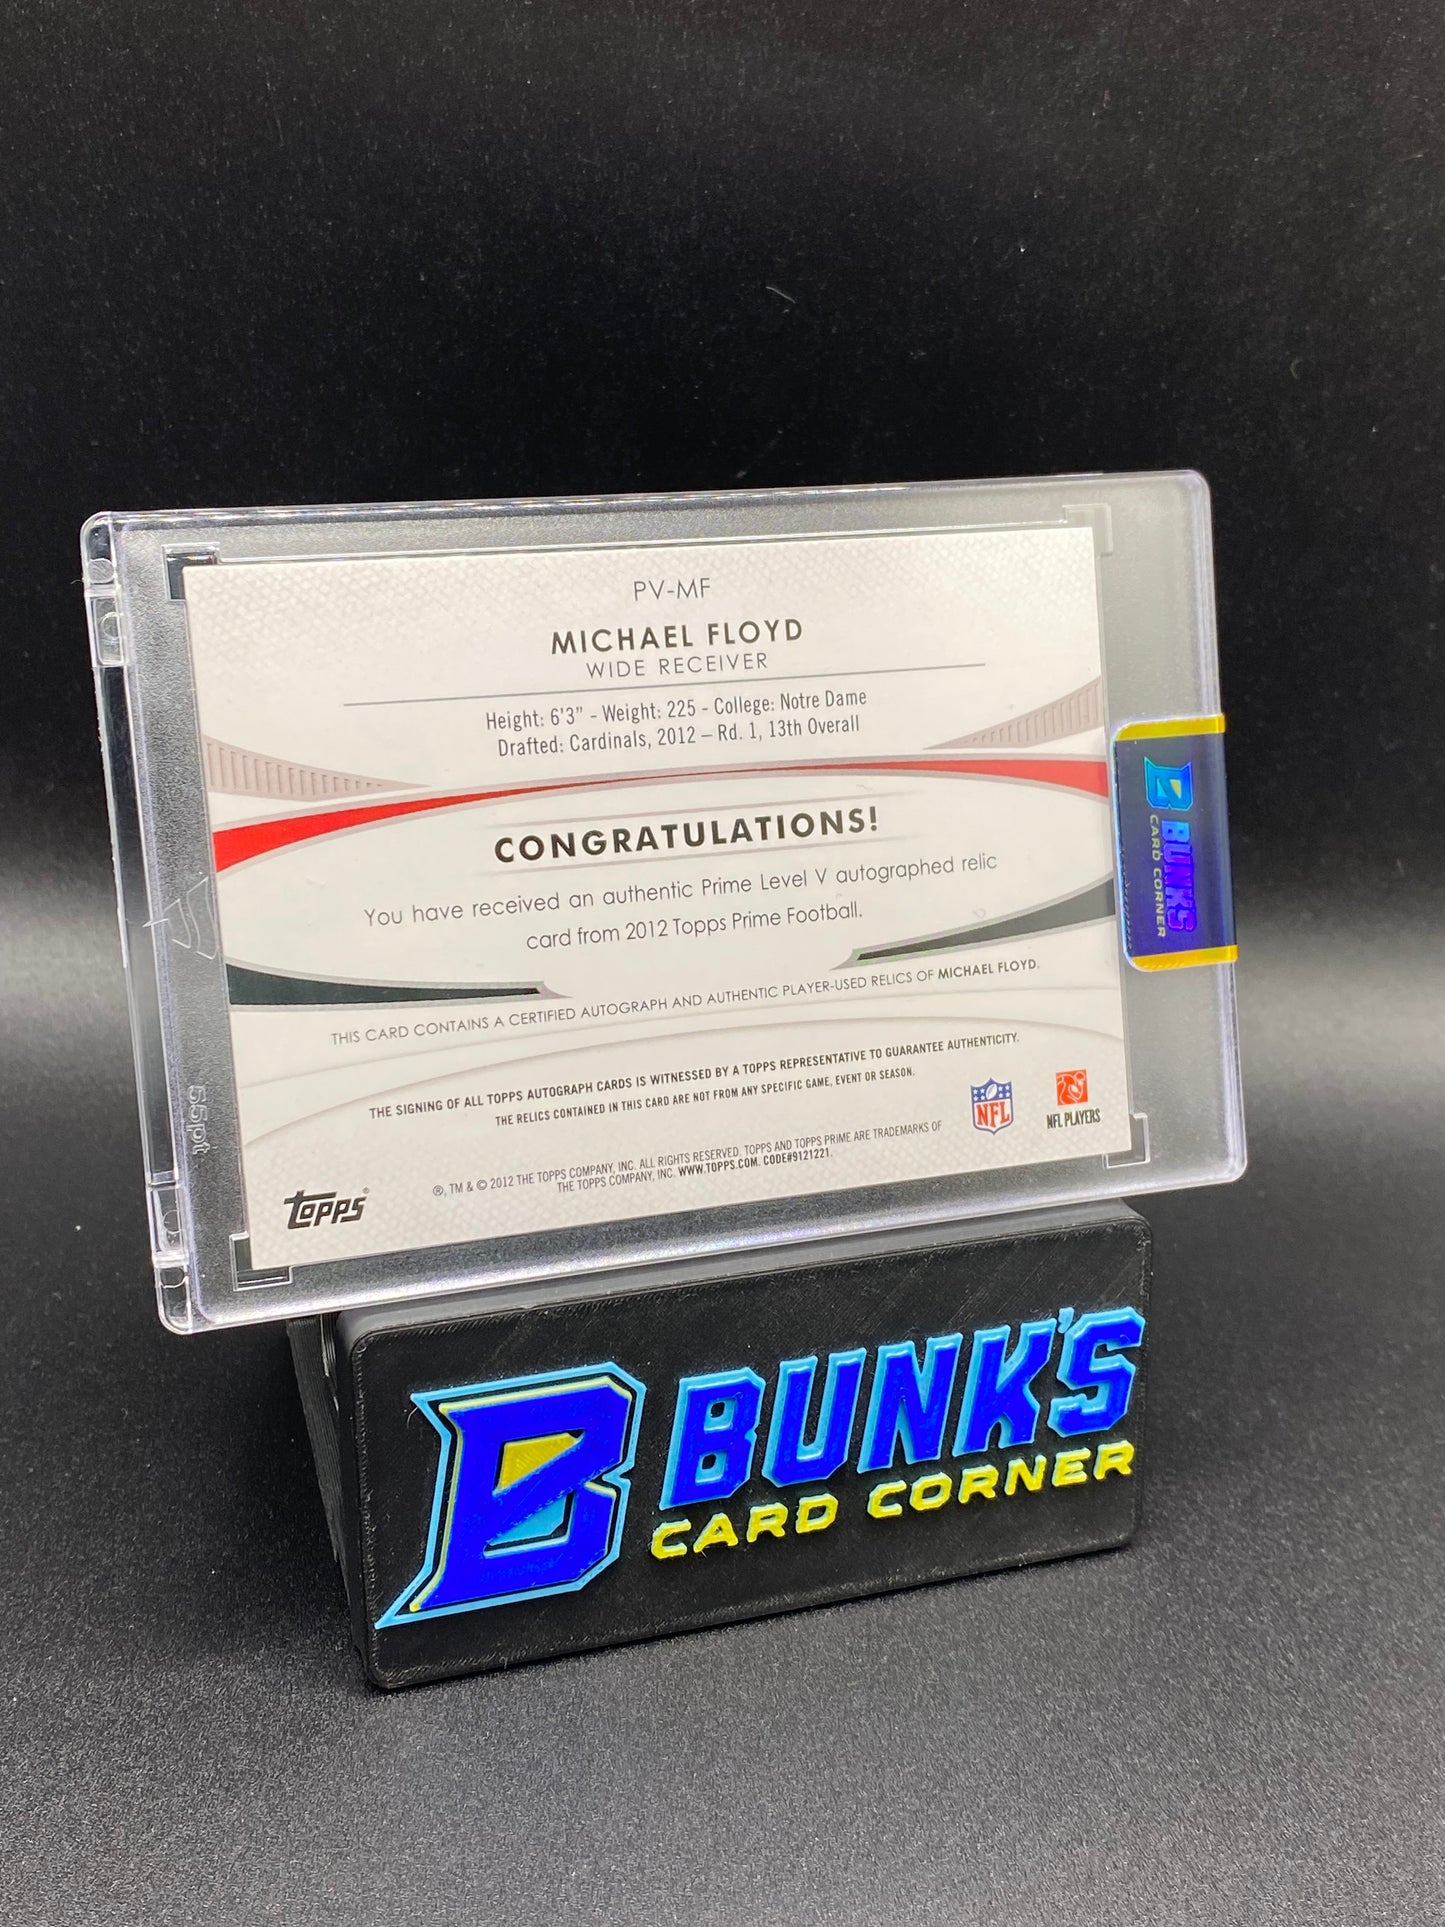 PV-MF
MICHAEL FLOYD
WIDE RECEIVER
Height: 6'3" - Weight: 225 - College: Notre Dame
Drafted: Cardinals, 2012 – Rd. 1, 13th Overall
CONGRATULATIONS!
You have received an authentic Prime Level V autographed relic
card from 2012 Topps Prime Football.
THIS CARD CONTAINS A CERTIFIED AUTOGRAPH AND AUTHENTIC PLAYER-USED RELICS OF MICHAEL FLOYD.
THE SIGNING OF ALL TOPPS AUTOGRAPH CARDS IS WITNESSED BY A TOPPS REPRESENTATIVE TO GUARANTEE AUTHENTICITY.
THE RELICS CONTAINED IN THIS CARD ARE NOT FROM ANY SPECIFIC GAME, EVENT OR SEASON.
NFL
NFL PLAYERS
®, TM & © 2012 THE TOPPS COMPANY, INC. ALL RIGHTS RESERVED. TOPPS AND TOPPS PRIME ARE TRADEMARKS OF
THE TOPPS COMPANY, INC. WWW.TOPPS.COM. CODE#9121221.
TOPPS®
55pt
B BUNK'S
CARD CORNER
B BUNK'S
CARD CORNER